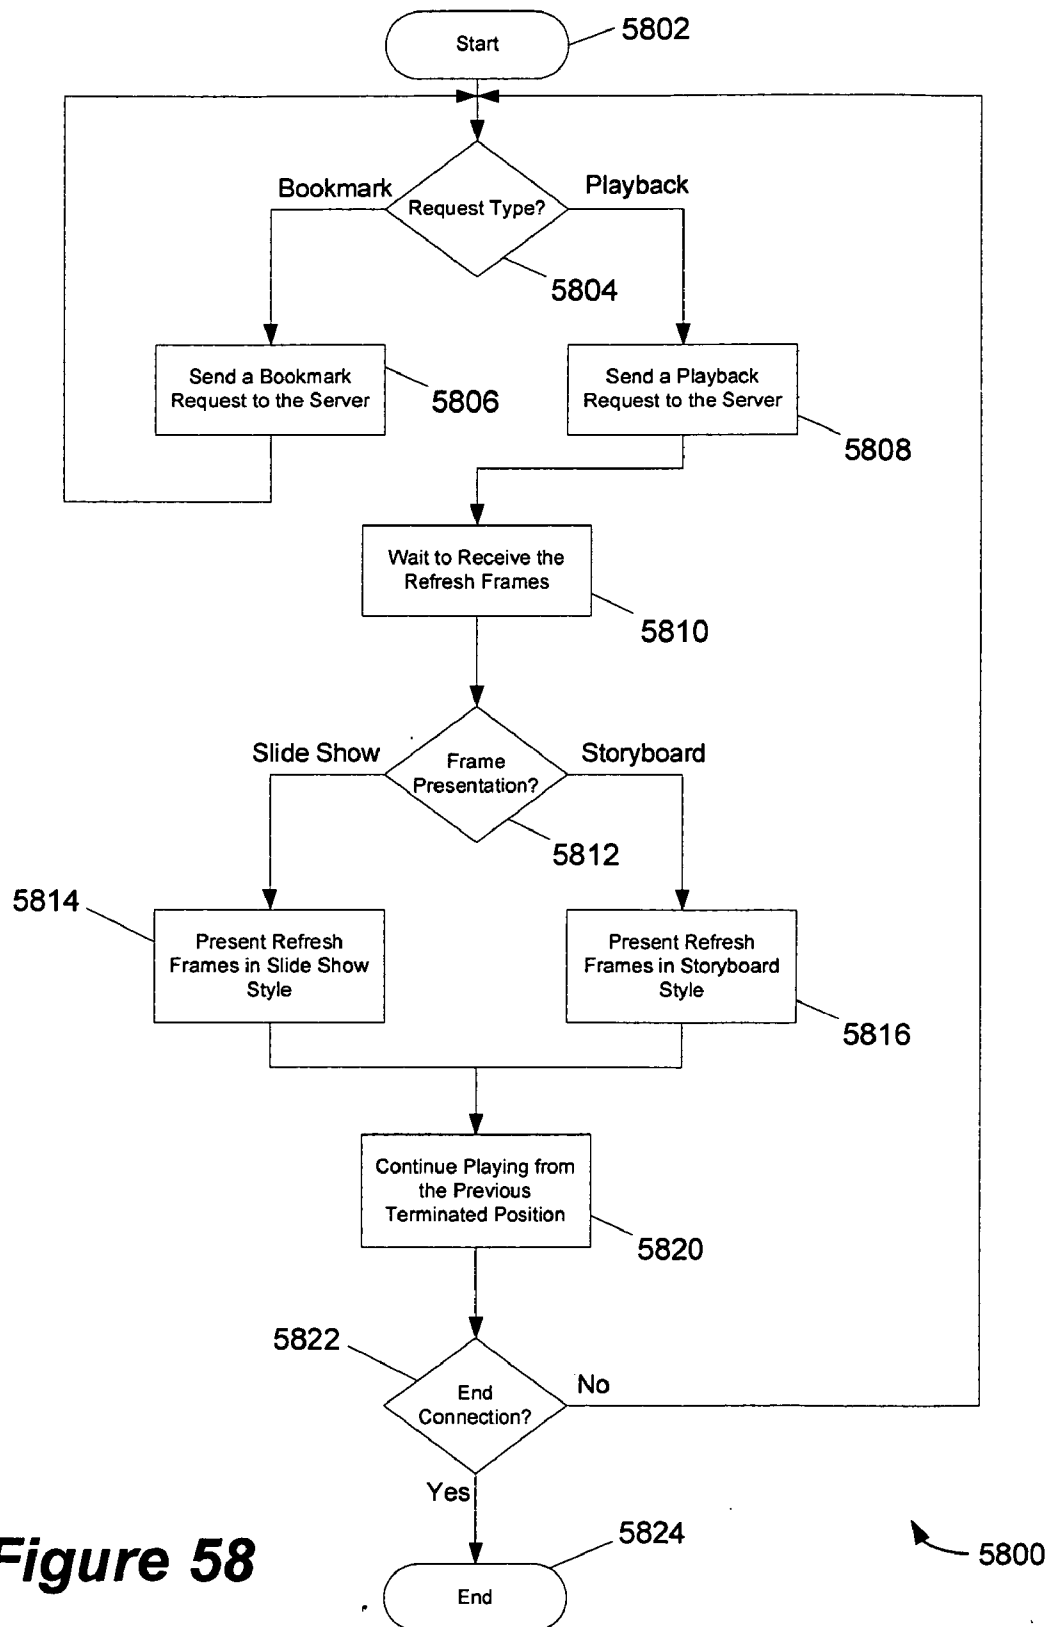 Start
5802
Bookmark
Playback
Request Type?
5804
Send a Bookmark
Request to the Server
5806
Send a Playback
Request to the Server
5808
Wait to Receive the
Refresh Frames
5810
Slide Show
Storyboard
Frame
Presentation?
5812
5814
Present Refresh
Frames in Slide Show
Style
Present Refresh
Frames in Storyboard
Style
5816
Continue Playing from
the Previous
Terminated Position
5820
5822
End
Connection?
No
Yes
5824
End
5800
Figure 58